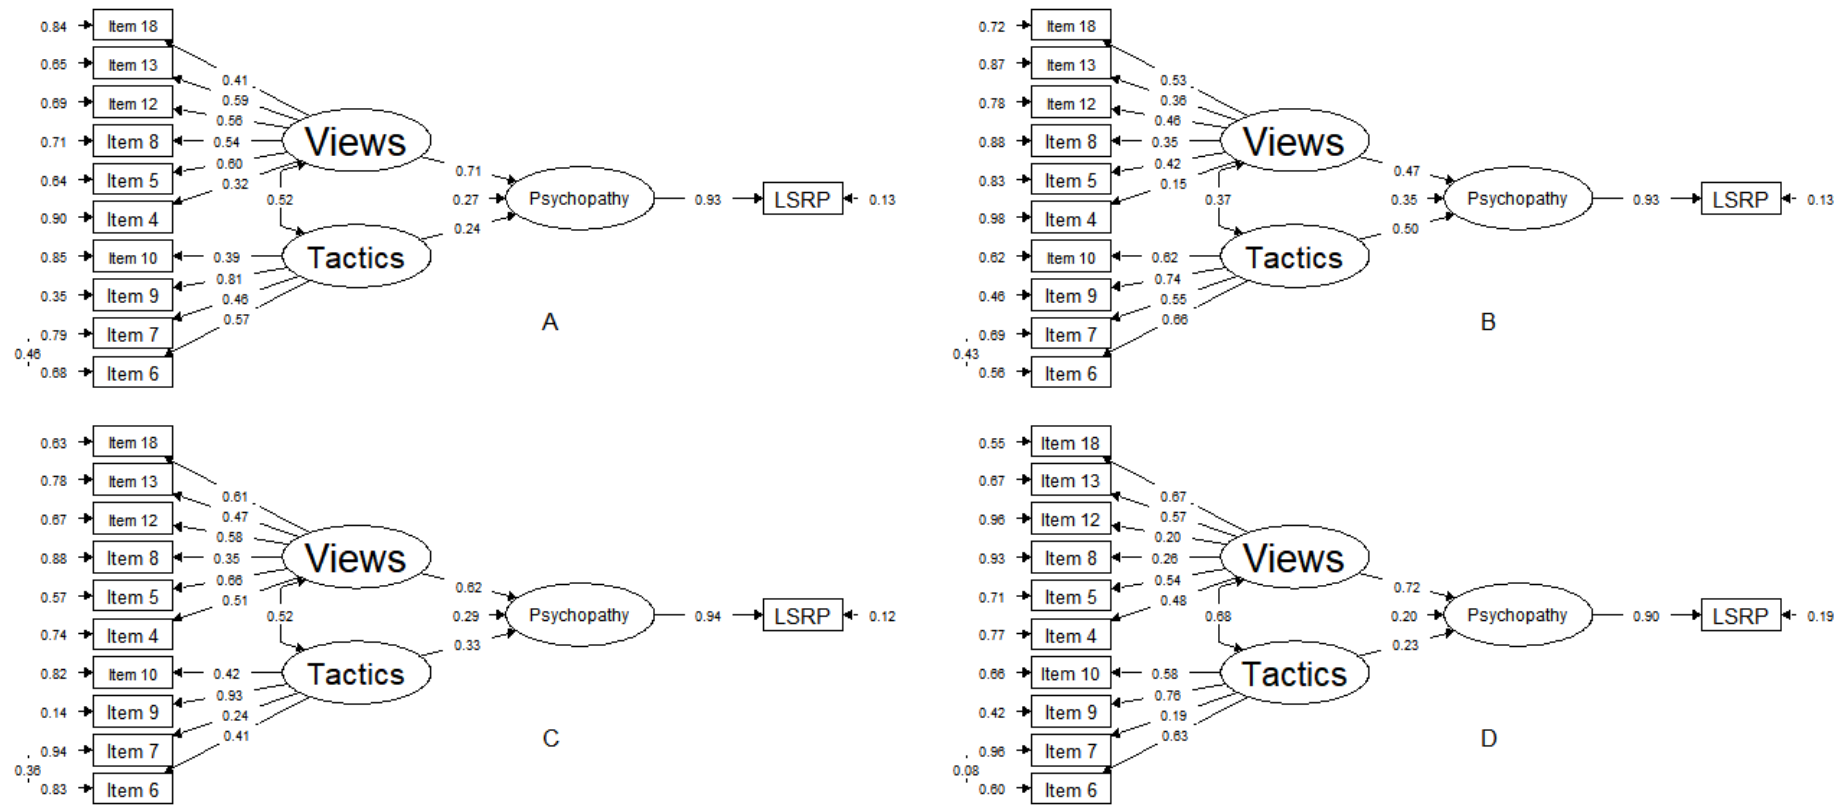 0.84 Item 18
0.65 Item 13
0.69 Item 12
0.71 Item 8
0.64 Item 5
0.90 Item 4
0.85 Item 10
0.35 Item 9
0.79 Item 7
0.46
0.68 Item 6
0.41
0.59
0.56
0.54
0.60
0.32
0.52
0.39
0.81
0.46
0.57
Views
Tactics
0.71
0.27
0.24
Psychopathy
0.93
LSRP
0.13
A
0.72 Item 18
0.87 Item 13
0.78 Item 12
0.88 Item 8
0.83 Item 5
0.98 Item 4
0.62 Item 10
0.46 Item 9
0.69 Item 7
0.43
0.56 Item 6
0.53
0.36
0.46
0.35
0.42
0.15
0.37
0.62
0.74
0.55
0.66
Views
Tactics
0.47
0.35
0.50
Psychopathy
0.93
LSRP
0.13
B
0.63 Item 18
0.78 Item 13
0.67 Item 12
0.88 Item 8
0.57 Item 5
0.74 Item 4
0.82 Item 10
0.14 Item 9
0.94 Item 7
0.36
0.83 Item 6
0.61
0.47
0.58
0.35
0.66
0.51
0.52
0.42
0.93
0.24
0.41
Views
Tactics
0.62
0.29
0.33
Psychopathy
0.94
LSRP
0.12
C
0.55 Item 18
0.67 Item 13
0.96 Item 12
0.93 Item 8
0.71 Item 5
0.77 Item 4
0.66 Item 10
0.42 Item 9
0.96 Item 7
0.08
0.60 Item 6
0.67
0.57
0.20
0.26
0.54
0.48
0.68
0.58
0.76
0.19
0.63
Views
Tactics
0.72
0.20
0.23
Psychopathy
0.90
LSRP
0.19
D